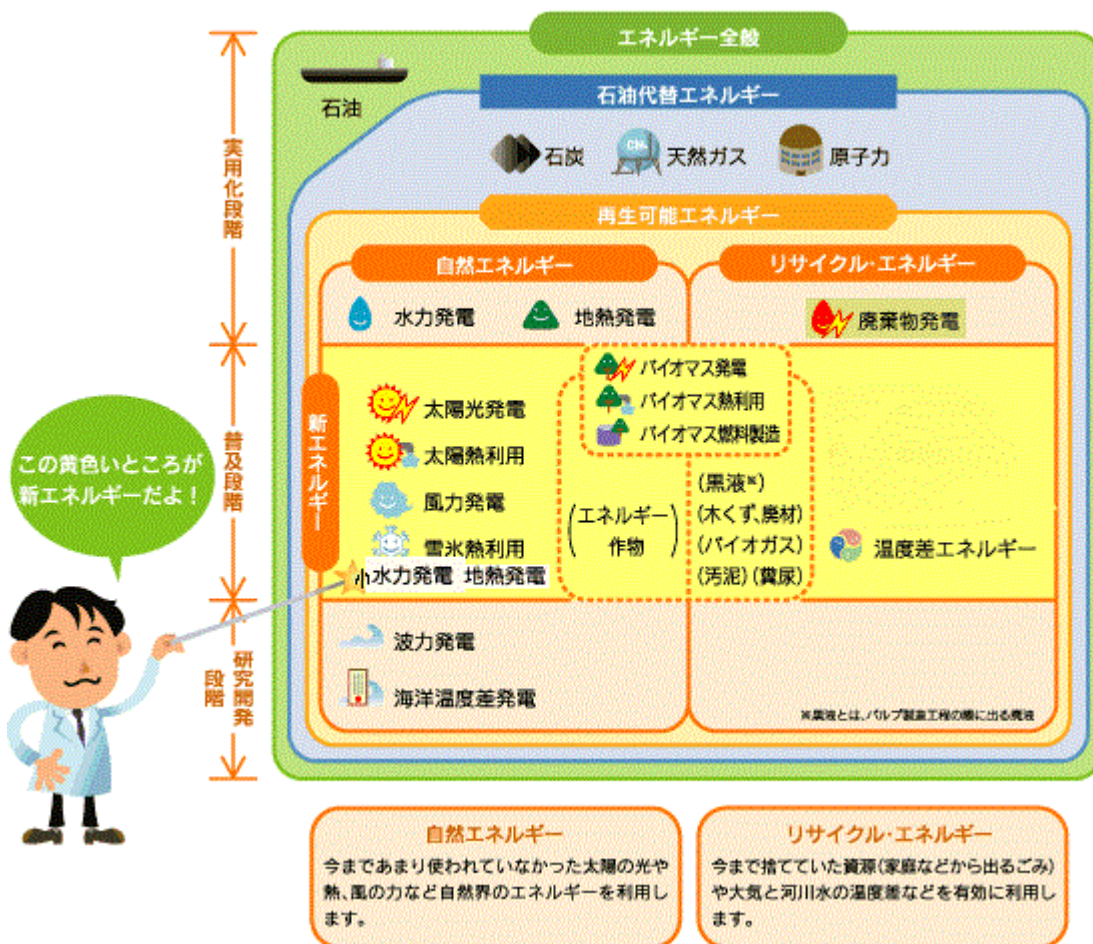 エネルギー全般
石油
石油代替エネルギー
石炭
天然ガス
原子力
再生可能エネルギー
自然エネルギー
リサイクル・エネルギー
実用化段階
水力発電
地熱発電
廃棄物発電
普及段階
新エネルギー
太陽光発電
太陽熱利用
風力発電
雪氷熱利用
小水力発電 地熱発電
バイオマス発電
バイオマス熱利用
バイオマス燃料製造
(エネルギー
作物)
(黒液※)
(木くず、廃材)
(バイオガス)
(汚泥)(糞尿)
温度差エネルギー
この黄色いところが
新エネルギーだよ!
研究開発
段階
波力発電
海洋温度差発電
※黒液とは、パルプ製造工程の際に出る廃液
自然エネルギー
今まであまり使われていなかった太陽の光や
熱、風の力など自然界のエネルギーを利用し
ます。
リサイクル・エネルギー
今まで捨てていた資源(家庭などから出るごみ)
や大気と河川水の温度差などを有効に利用し
ます。